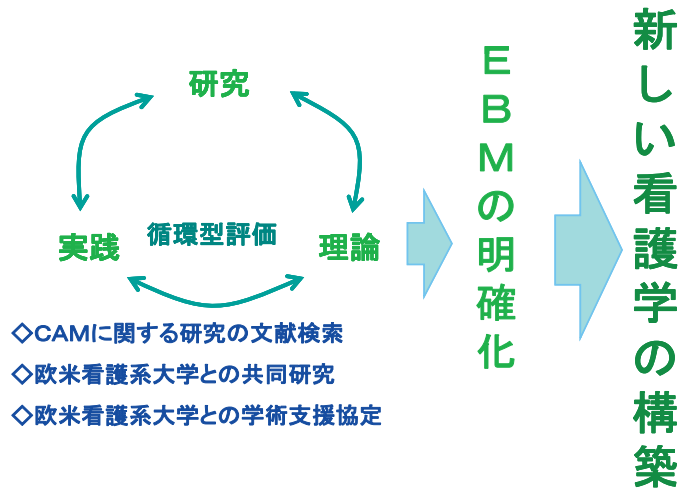 研究
実践
循環型評価
理論
◇CAMに関する研究の文献検索
◇欧米看護系大学との共同研究
◇欧米看護系大学との学術支援協定
EBMの明確化
新しい看護学の構築